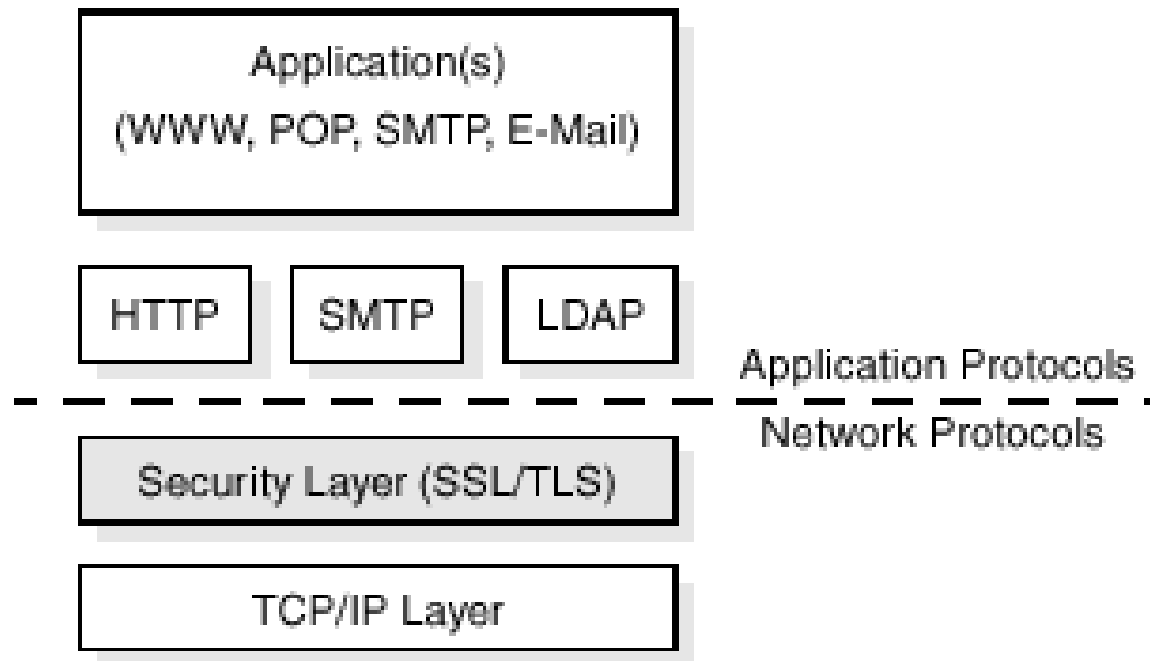 Application(s)
(WWW, POP, SMTP, E-Mail)
HTTP
SMTP
LDAP
Application Protocols
Network Protocols
Security Layer (SSL/TLS)
TCP/IP Layer